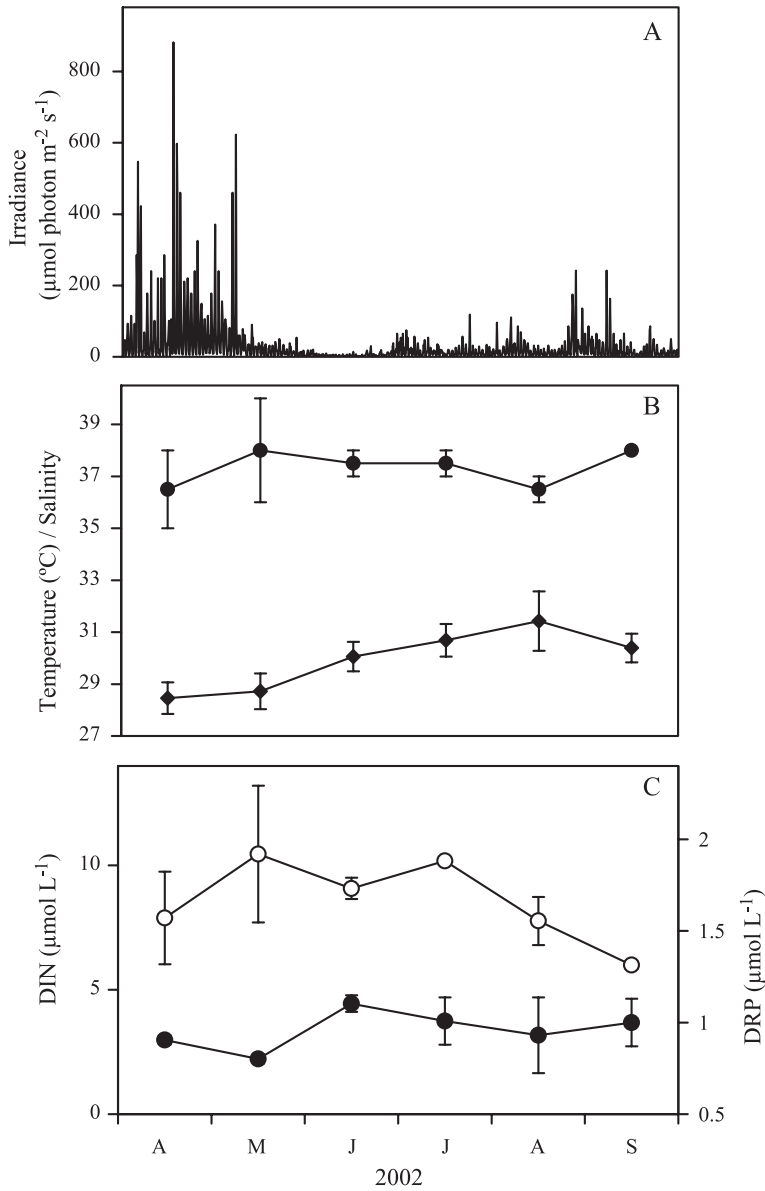 A
Irradiance
(µmol photon m-2 s-1)
800
600
400
200
0
B
Temperature (ºC) / Salinity
39
37
35
33
31
29
27
C
DIN (µmol L-1)
10
5
0
DRP (µmol L-1)
2
1.5
1
0.5
A M J J A S
2002